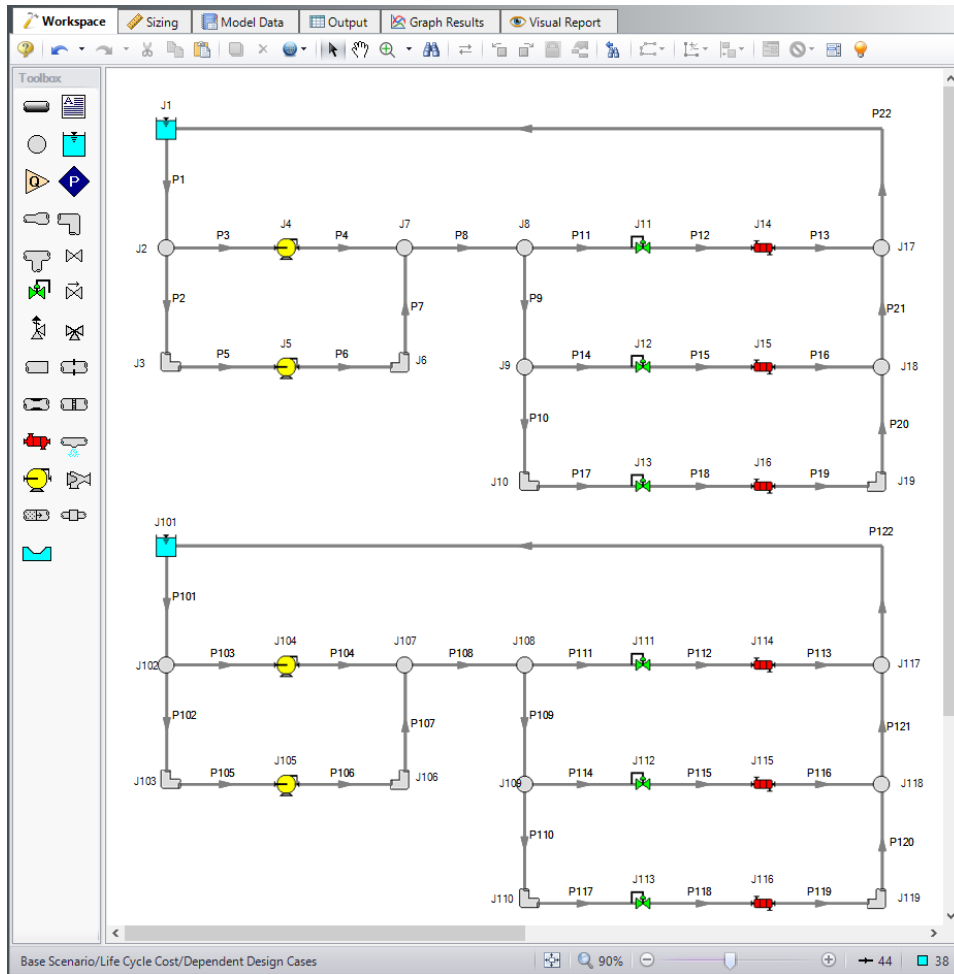 Workspace Sizing Model Data Output Graph Results Visual Report
Toolbox
A
Q P
J1
P22
P1
J2 P3 J4 P4 J7 P8 J8 P11 J11 P12 J14 P13 J17
P2 P7 P9 P21
J3 P5 J5 P6 J6 J9 P14 J12 P15 J15 P16 J18
P10 P20
J10 P17 J13 P18 J16 P19 J19
J101
P122
P101
J102 P103 J104 P104 J107 P108 J108 P111 J111 P112 J114 P113 J117
P102 P107 P109 P121
J103 P105 J105 P106 J106 J109 P114 J112 P115 J115 P116 J118
P110 P120
J110 P117 J113 P118 J116 P119 J119
Base Scenario/Life Cycle Cost/Dependent Design Cases 90% 44 38